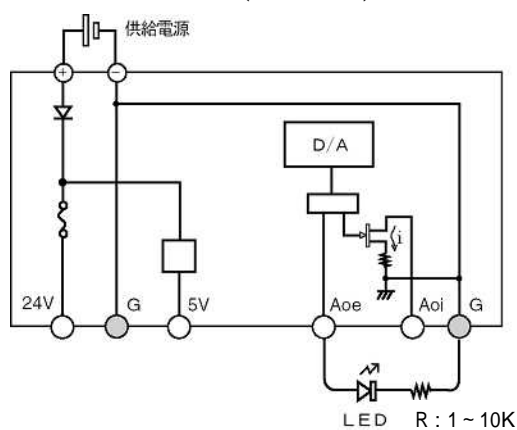 供給電源
+ -
D/A
i
24V G 5V Aoe Aoi G
LED R：1~10K